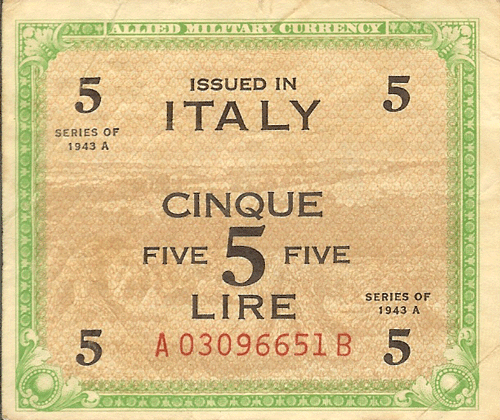 ALLIED MILITARY CURRENCY
5 ISSUED IN 5
ITALY
SERIES OF
1943 A
CINQUE
FIVE 5 FIVE
LIRE
SERIES OF
1943 A
5 A 03096651 B 5